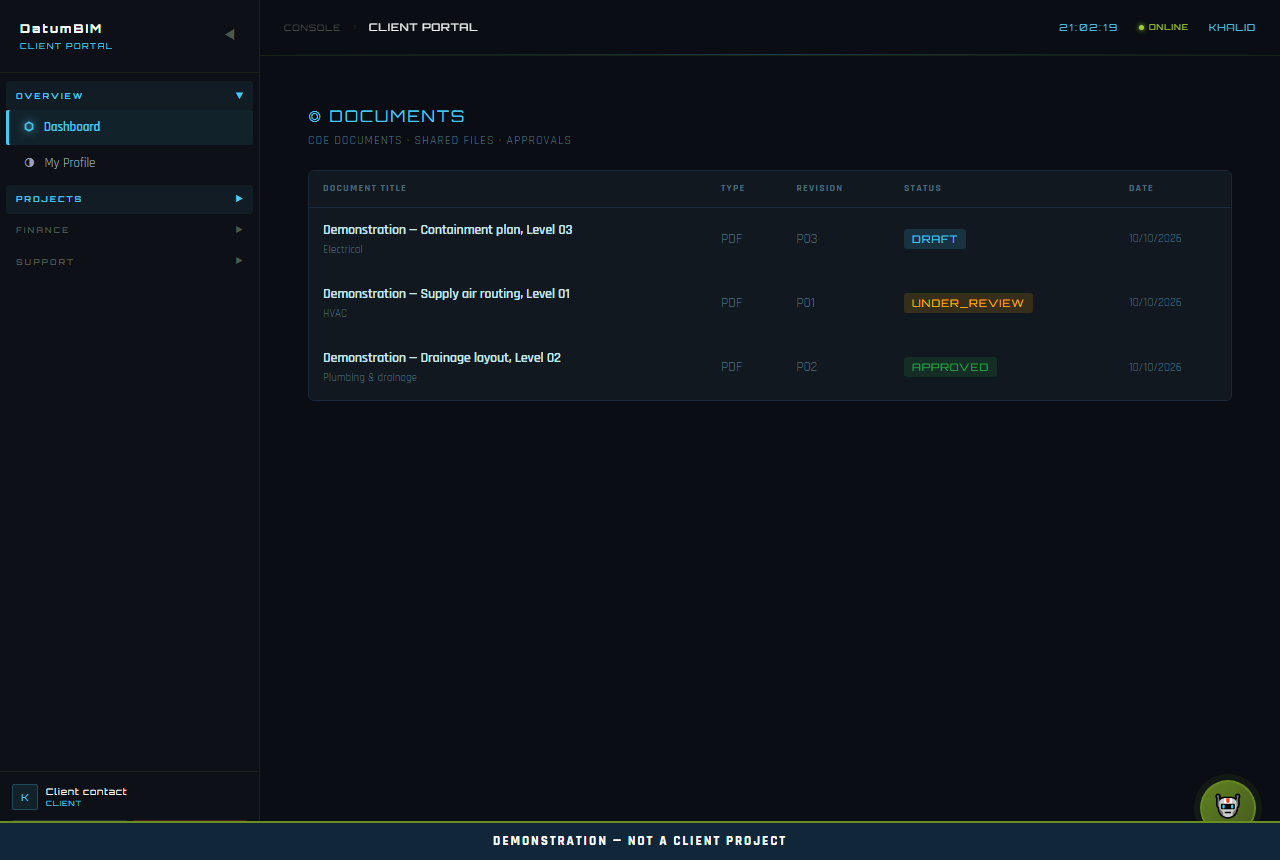 DatumBIM
CLIENT PORTAL
CONSOLE
CLIENT PORTAL
21:02:19
ONLINE
KHALID
OVERVIEW
Dashboard
My Profile
PROJECTS
FINANCE
SUPPORT
DOCUMENTS
CDE DOCUMENTS · SHARED FILES · APPROVALS
DOCUMENT TITLE TYPE REVISION STATUS DATE
Demonstration — Containment plan, Level 03
Electrical
PDF P03 DRAFT 10/10/2026
Demonstration — Supply air routing, Level 01
HVAC
PDF P01 UNDER_REVIEW 10/10/2026
Demonstration — Drainage layout, Level 02
Plumbing & drainage
PDF P02 APPROVED 10/10/2026
K
Client contact
CLIENT
DEMONSTRATION — NOT A CLIENT PROJECT